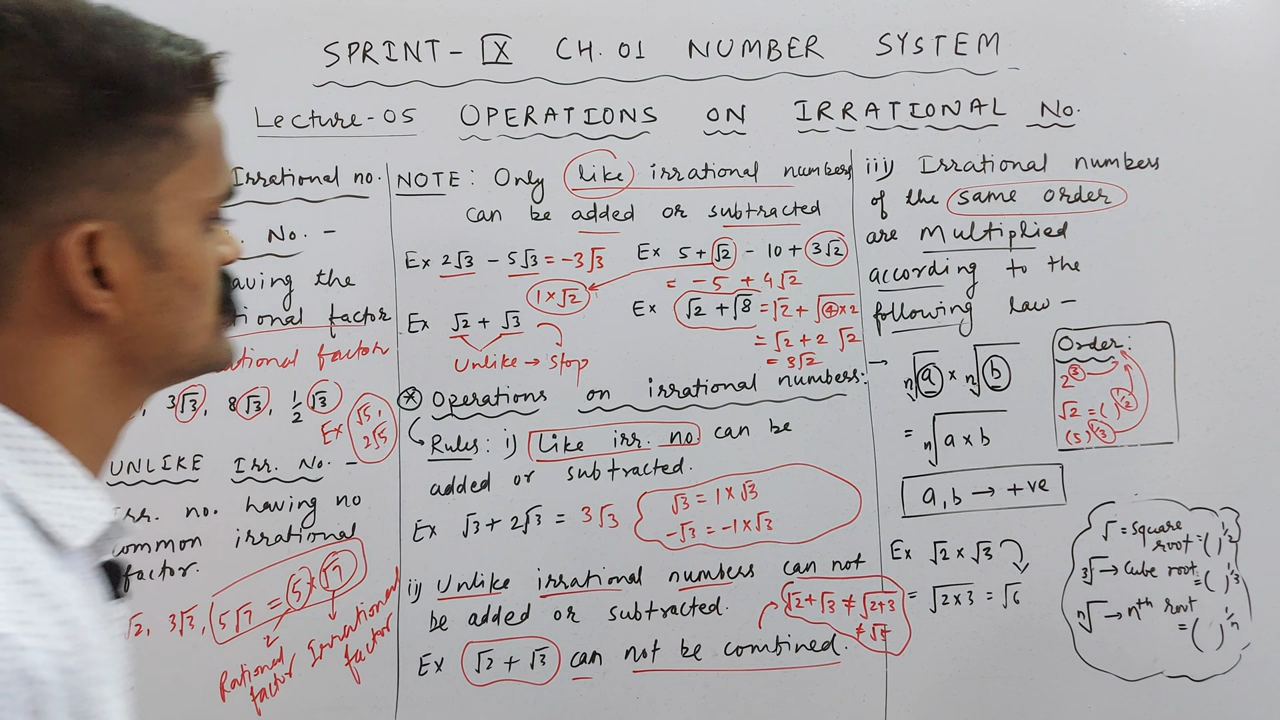 SPRINT-IX CH.01 NUMBER SYSTEM
Lecture-05 OPERATIONS ON IRRATIONAL No.
Irrational no.
No. -
aving the
tional factor
ational factor
3√3, 8√3, 1/2 √3
Ex √5, 2√5
UNLIKE Irr. No. -
Irr. no. having no
common irrational
factor.
√2, 3√3, 5√7 = 5×√7
Rational factor
Irrational factor
NOTE: Only like irrational numbers
can be added or subtracted
Ex 2√3 - 5√3 = -3√3
Ex 5+√2 - 10 + 3√2
= -5 + 4√2
1×√2
Ex √2 + √3
Unlike → Stop
Ex √2 + √8 = √2 + √4×2
= √2 + 2√2
= 3√2
* Operations on irrational numbers:
Rules: i) Like irr. no. can be
added or subtracted.
Ex √3 + 2√3 = 3√3
√3 = 1×√3
-√3 = -1×√3
ii) Unlike irrational numbers can not
be added or subtracted.
√2+√3 ≠ √2+3
Ex √2 + √3 can not be combined.
iii) Irrational numbers
of the same order
are Multiplied
according to the
following law -
→ ⁿ√a × ⁿ√b
= ⁿ√a×b
a, b → +ve
Ex √2 × √3
= √2×3 = √6
Order:
2³
√2 = ( )^1/2
(5)^1/3
√ = Square
root = ( )^1/2
³√ → Cube root
= ( )^1/3
ⁿ√ → nth root
= ( )^1/n